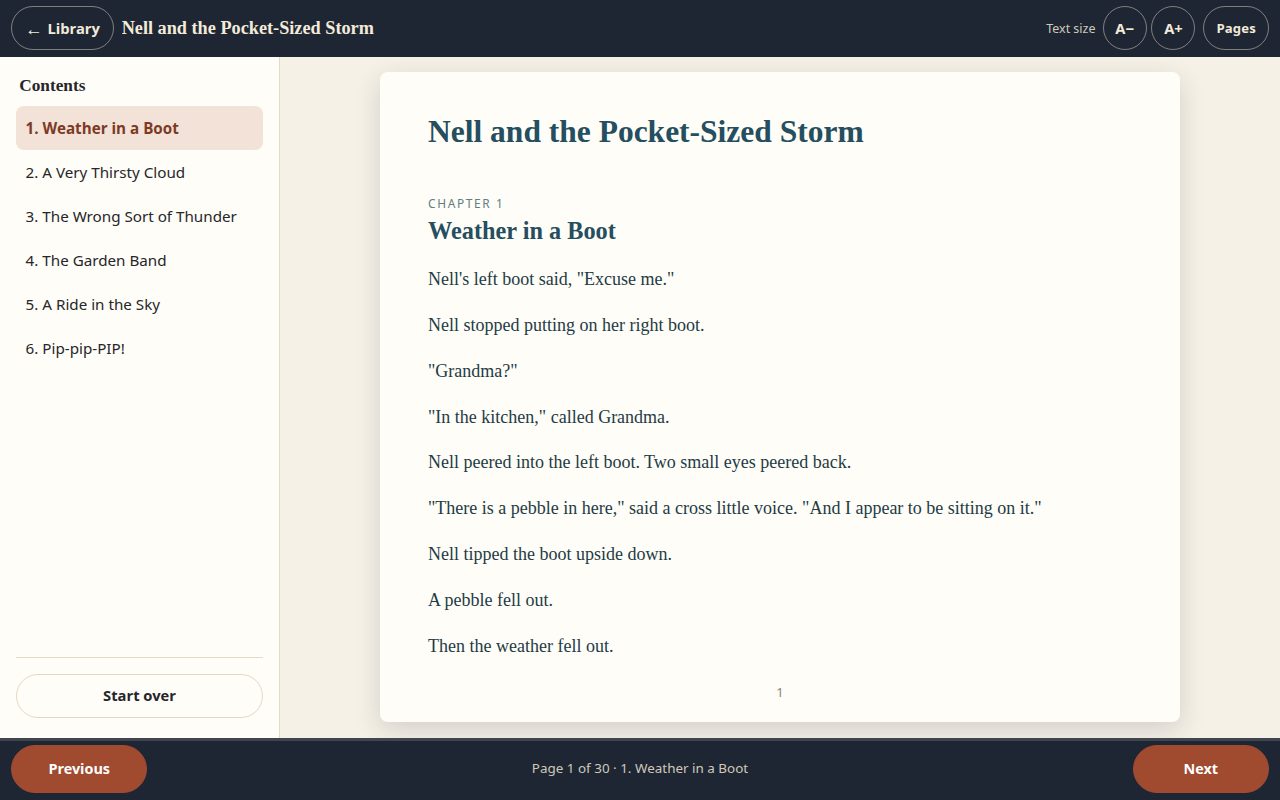 ← Library
Nell and the Pocket-Sized Storm
Text size
A−
A+
Pages
Contents
1. Weather in a Boot
2. A Very Thirsty Cloud
3. The Wrong Sort of Thunder
4. The Garden Band
5. A Ride in the Sky
6. Pip-pip-PIP!
Start over
Nell and the Pocket-Sized Storm
CHAPTER 1
Weather in a Boot
Nell's left boot said, "Excuse me."
Nell stopped putting on her right boot.
"Grandma?"
"In the kitchen," called Grandma.
Nell peered into the left boot. Two small eyes peered back.
"There is a pebble in here," said a cross little voice. "And I appear to be sitting on it."
Nell tipped the boot upside down.
A pebble fell out.
Then the weather fell out.
1
Previous
Page 1 of 30 · 1. Weather in a Boot
Next